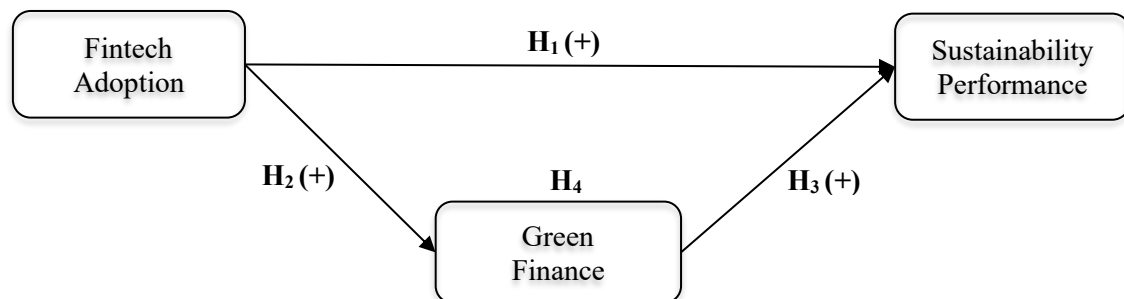 Fintech
Adoption
H₁ (+)
Sustainability
Performance
H₂ (+)
H₄
H₃ (+)
Green
Finance